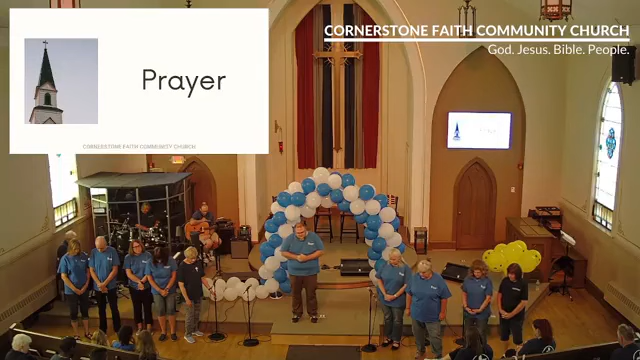 CORNERSTONE FAITH COMMUNITY CHURCH
God. Jesus. Bible. People.
Prayer
CORNERSTONE FAITH COMMUNITY CHURCH